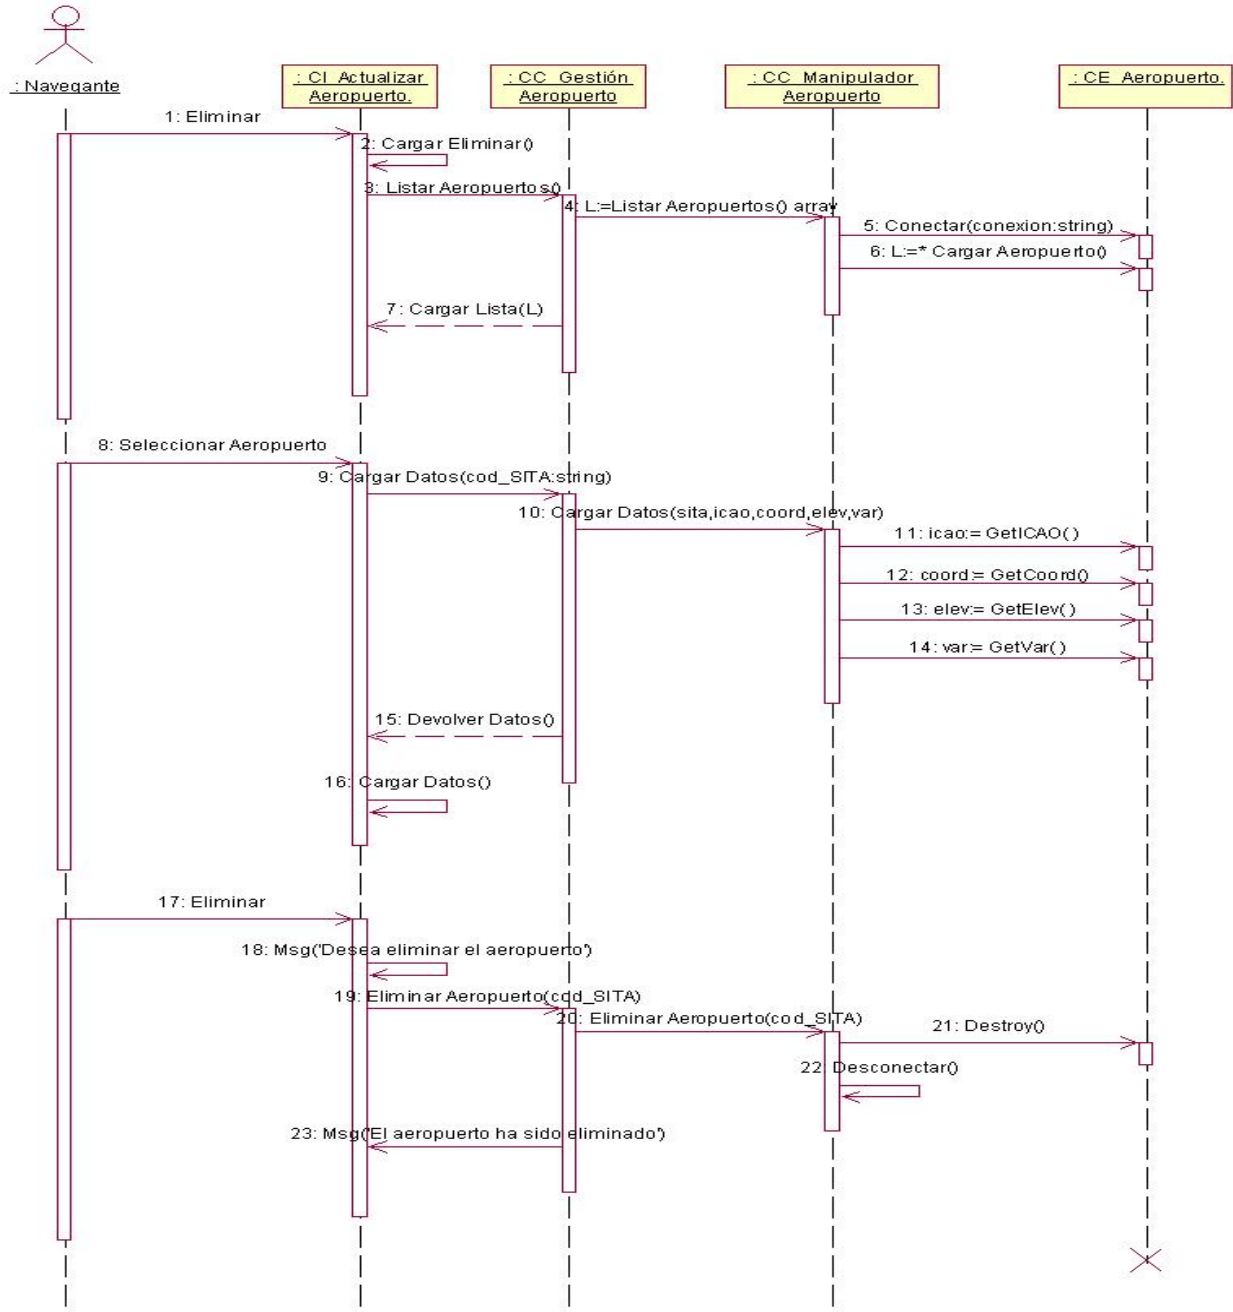 : Navegante
: CI_Actualizar
Aeropuerto.
: CC_Gestión
Aeropuerto
: CC_Manipulador
Aeropuerto
: CE_Aeropuerto.
1: Eliminar
2: Cargar Eliminar()
3: Listar Aeropuertos()
4: L:=Listar Aeropuertos() array
5: Conectar(conexion:string)
6: L:=* Cargar Aeropuerto()
7: Cargar Lista(L)
8: Seleccionar Aeropuerto
9: Cargar Datos(cod_SITA:string)
10: Cargar Datos(sita,icao,coord,elev,var)
11: icao:= GetICAO()
12: coord:= GetCoord()
13: elev:= GetElev()
14: var:= GetVar()
15: Devolver Datos()
16: Cargar Datos()
17: Eliminar
18: Msg('Desea eliminar el aeropuerto')
19: Eliminar Aeropuerto(cod_SITA)
20: Eliminar Aeropuerto(cod_SITA)
21: Destroy()
22: Desconectar()
23: Msg('El aeropuerto ha sido eliminado')